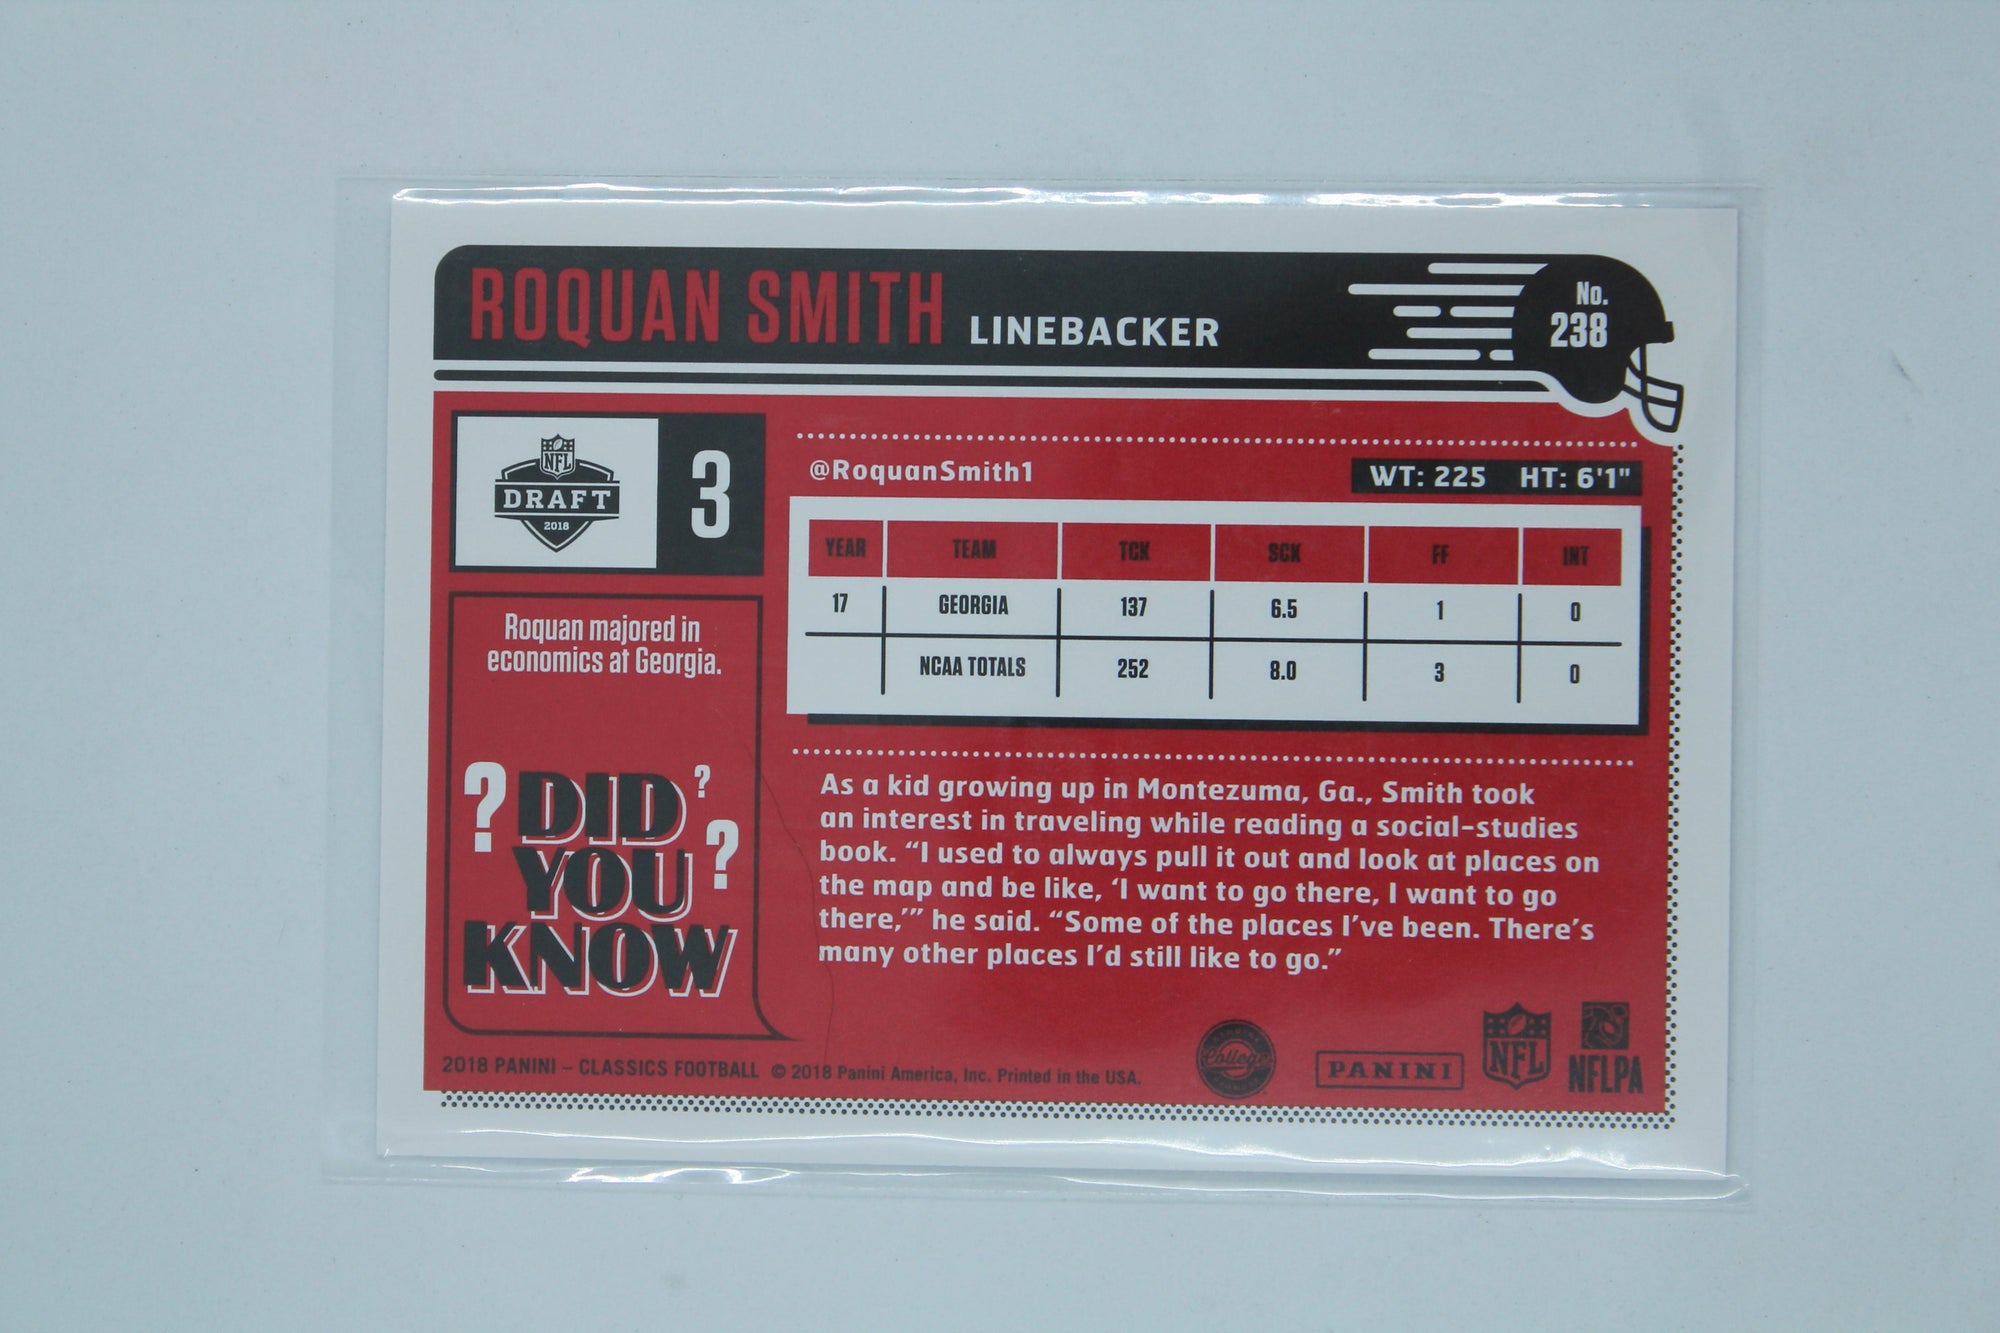 ROQUAN SMITH LINEBACKER
No.
238
NFL
DRAFT
2018
3
@RoquanSmith1
WT: 225 HT: 6'1"
YEAR TEAM TCK SCK FF INT
17 GEORGIA 137 6.5 1 0
NCAA TOTALS 252 8.0 3 0
Roquan majored in
economics at Georgia.
? DID ?
YOU ?
KNOW
As a kid growing up in Montezuma, Ga., Smith took
an interest in traveling while reading a social-studies
book. “I used to always pull it out and look at places on
the map and be like, ‘I want to go there, I want to go
there,’” he said. “Some of the places I’ve been. There’s
many other places I’d still like to go.”
2018 PANINI – CLASSICS FOOTBALL © 2018 Panini America, Inc. Printed in the USA.
College
PANINI
NFL
NFLPA